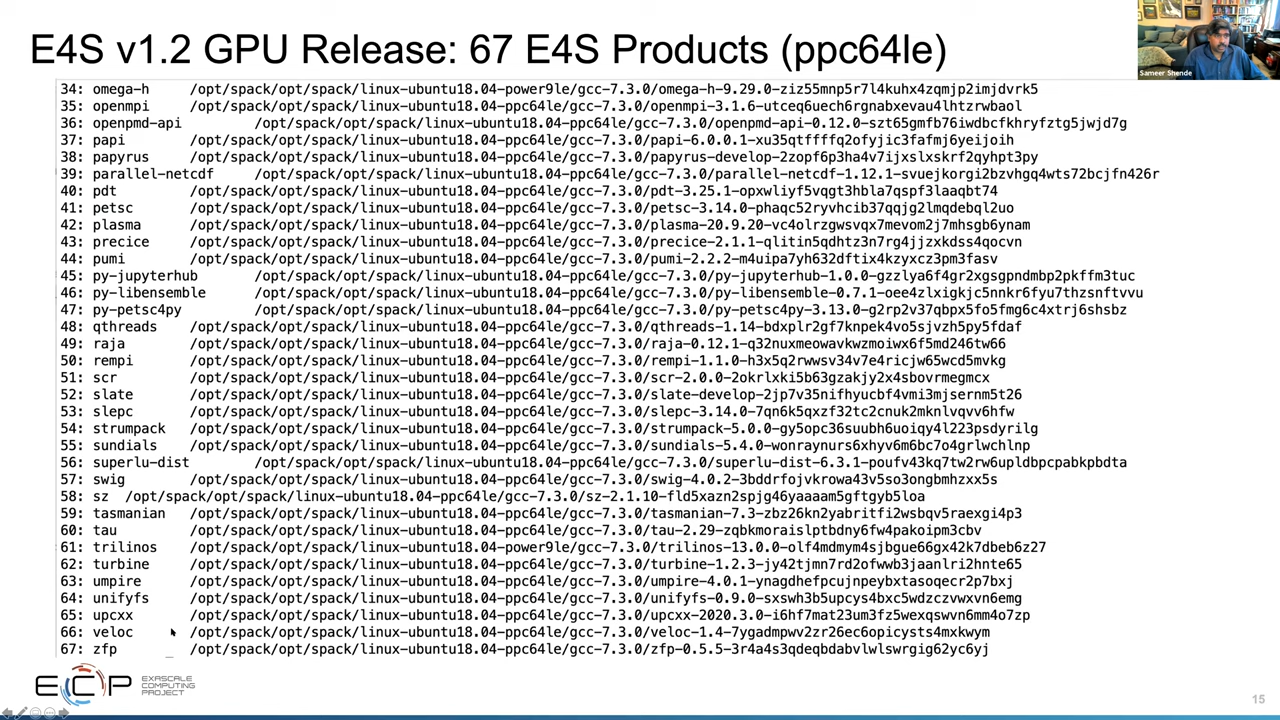 E4S v1.2 GPU Release: 67 E4S Products (ppc64le)
Sameer Shende
34: omega-h /opt/spack/opt/spack/linux-ubuntu18.04-power9le/gcc-7.3.0/omega-h-9.29.0-ziz55mnp5r7l4kuhx4zqmjp2imjdvrk5
35: openmpi /opt/spack/opt/spack/linux-ubuntu18.04-ppc64le/gcc-7.3.0/openmpi-3.1.6-utceq6uech6rgnabxevau4lhtzrwbaol
36: openpmd-api /opt/spack/opt/spack/linux-ubuntu18.04-ppc64le/gcc-7.3.0/openpmd-api-0.12.0-szt65gmfb76iwdbcfkhryfztg5jwjd7g
37: papi /opt/spack/opt/spack/linux-ubuntu18.04-ppc64le/gcc-7.3.0/papi-6.0.0.1-xu35qtffffq2ofyjic3fafmj6yeijoih
38: papyrus /opt/spack/opt/spack/linux-ubuntu18.04-ppc64le/gcc-7.3.0/papyrus-develop-2zopf6p3ha4v7ijxslxskrf2qyhpt3py
39: parallel-netcdf /opt/spack/opt/spack/linux-ubuntu18.04-ppc64le/gcc-7.3.0/parallel-netcdf-1.12.1-svuejkorgi2bzvhgq4wts72bcjfn426r
40: pdt /opt/spack/opt/spack/linux-ubuntu18.04-ppc64le/gcc-7.3.0/pdt-3.25.1-opxwliyf5vqgt3hbla7qspf3laaqbt74
41: petsc /opt/spack/opt/spack/linux-ubuntu18.04-ppc64le/gcc-7.3.0/petsc-3.14.0-phaqc52ryvhcib37qqjg2lmqdebql2uo
42: plasma /opt/spack/opt/spack/linux-ubuntu18.04-ppc64le/gcc-7.3.0/plasma-20.9.20-vc4olrzgwsvqx7mevom2j7mhsgb6ynam
43: precice /opt/spack/opt/spack/linux-ubuntu18.04-ppc64le/gcc-7.3.0/precice-2.1.1-qlitin5qdhtz3n7rg4jjzxkdss4qocvn
44: pumi /opt/spack/opt/spack/linux-ubuntu18.04-ppc64le/gcc-7.3.0/pumi-2.2.2-m4uipa7yh632dftix4kzyxcz3pm3fasv
45: py-jupyterhub /opt/spack/opt/spack/linux-ubuntu18.04-ppc64le/gcc-7.3.0/py-jupyterhub-1.0.0-gzzlya6f4gr2xgsgpndmbp2pkffm3tuc
46: py-libensemble /opt/spack/opt/spack/linux-ubuntu18.04-ppc64le/gcc-7.3.0/py-libensemble-0.7.1-oee4zlxigkjc5nnkr6fyu7thzsnftvvu
47: py-petsc4py /opt/spack/opt/spack/linux-ubuntu18.04-ppc64le/gcc-7.3.0/py-petsc4py-3.13.0-g2rp2v37qbpx5fo5fmg6c4xtrj6shsbz
48: qthreads /opt/spack/opt/spack/linux-ubuntu18.04-ppc64le/gcc-7.3.0/qthreads-1.14-bdxplr2gf7knpek4vo5sjvzh5py5fdaf
49: raja /opt/spack/opt/spack/linux-ubuntu18.04-ppc64le/gcc-7.3.0/raja-0.12.1-q32nuxmeowavkwzmoiwx6f5md246tw66
50: rempi /opt/spack/opt/spack/linux-ubuntu18.04-ppc64le/gcc-7.3.0/rempi-1.1.0-h3x5q2rwwsv34v7e4ricjw65wcd5mvkg
51: scr /opt/spack/opt/spack/linux-ubuntu18.04-ppc64le/gcc-7.3.0/scr-2.0.0-2okrlxki5b63gzakjy2x4sbovrmegmcx
52: slate /opt/spack/opt/spack/linux-ubuntu18.04-ppc64le/gcc-7.3.0/slate-develop-2jp7v35nifhyucbf4vmi3mjsernm5t26
53: slepc /opt/spack/opt/spack/linux-ubuntu18.04-ppc64le/gcc-7.3.0/slepc-3.14.0-7qn6k5qxzf32tc2cnuk2mknlvqvv6hfw
54: strumpack /opt/spack/opt/spack/linux-ubuntu18.04-ppc64le/gcc-7.3.0/strumpack-5.0.0-gy5opc36suubh6uoiqy4l223psdyrilg
55: sundials /opt/spack/opt/spack/linux-ubuntu18.04-ppc64le/gcc-7.3.0/sundials-5.4.0-wonraynurs6xhyv6m6bc7o4grlwchlnp
56: superlu-dist /opt/spack/opt/spack/linux-ubuntu18.04-ppc64le/gcc-7.3.0/superlu-dist-6.3.1-poufv43kq7tw2rw6upldbpcpabkpbdta
57: swig /opt/spack/opt/spack/linux-ubuntu18.04-ppc64le/gcc-7.3.0/swig-4.0.2-3bddrfojvkrowa43v5so3ongbmhzxx5s
58: sz /opt/spack/opt/spack/linux-ubuntu18.04-ppc64le/gcc-7.3.0/sz-2.1.10-fld5xazn2spjg46yaaaam5gftgyb5loa
59: tasmanian /opt/spack/opt/spack/linux-ubuntu18.04-ppc64le/gcc-7.3.0/tasmanian-7.3-zbz26kn2yabritfi2wsbqv5raexgi4p3
60: tau /opt/spack/opt/spack/linux-ubuntu18.04-ppc64le/gcc-7.3.0/tau-2.29-zqbkmoraislptbdny6fw4pakoipm3cbv
61: trilinos /opt/spack/opt/spack/linux-ubuntu18.04-power9le/gcc-7.3.0/trilinos-13.0.0-olf4mdmym4sjbgue66gx42k7dbeb6z27
62: turbine /opt/spack/opt/spack/linux-ubuntu18.04-ppc64le/gcc-7.3.0/turbine-1.2.3-jy42tjmn7rd2ofwwb3jaanlri2hnte65
63: umpire /opt/spack/opt/spack/linux-ubuntu18.04-ppc64le/gcc-7.3.0/umpire-4.0.1-ynagdhefpcujnpeybxtasoqecr2p7bxj
64: unifyfs /opt/spack/opt/spack/linux-ubuntu18.04-ppc64le/gcc-7.3.0/unifyfs-0.9.0-sxswh3b5upcys4bxc5wdzczvwxvn6emg
65: upcxx /opt/spack/opt/spack/linux-ubuntu18.04-ppc64le/gcc-7.3.0/upcxx-2020.3.0-i6hf7mat23um3fz5wexqswvn6mm4o7zp
66: veloc /opt/spack/opt/spack/linux-ubuntu18.04-ppc64le/gcc-7.3.0/veloc-1.4-7ygadmpwv2zr26ec6opicysts4mxkwym
67: zfp /opt/spack/opt/spack/linux-ubuntu18.04-ppc64le/gcc-7.3.0/zfp-0.5.5-3r4a4s3qdeqbdabvlwlswrgig62yc6yj
ECP
EXASCALE
COMPUTING
PROJECT
15